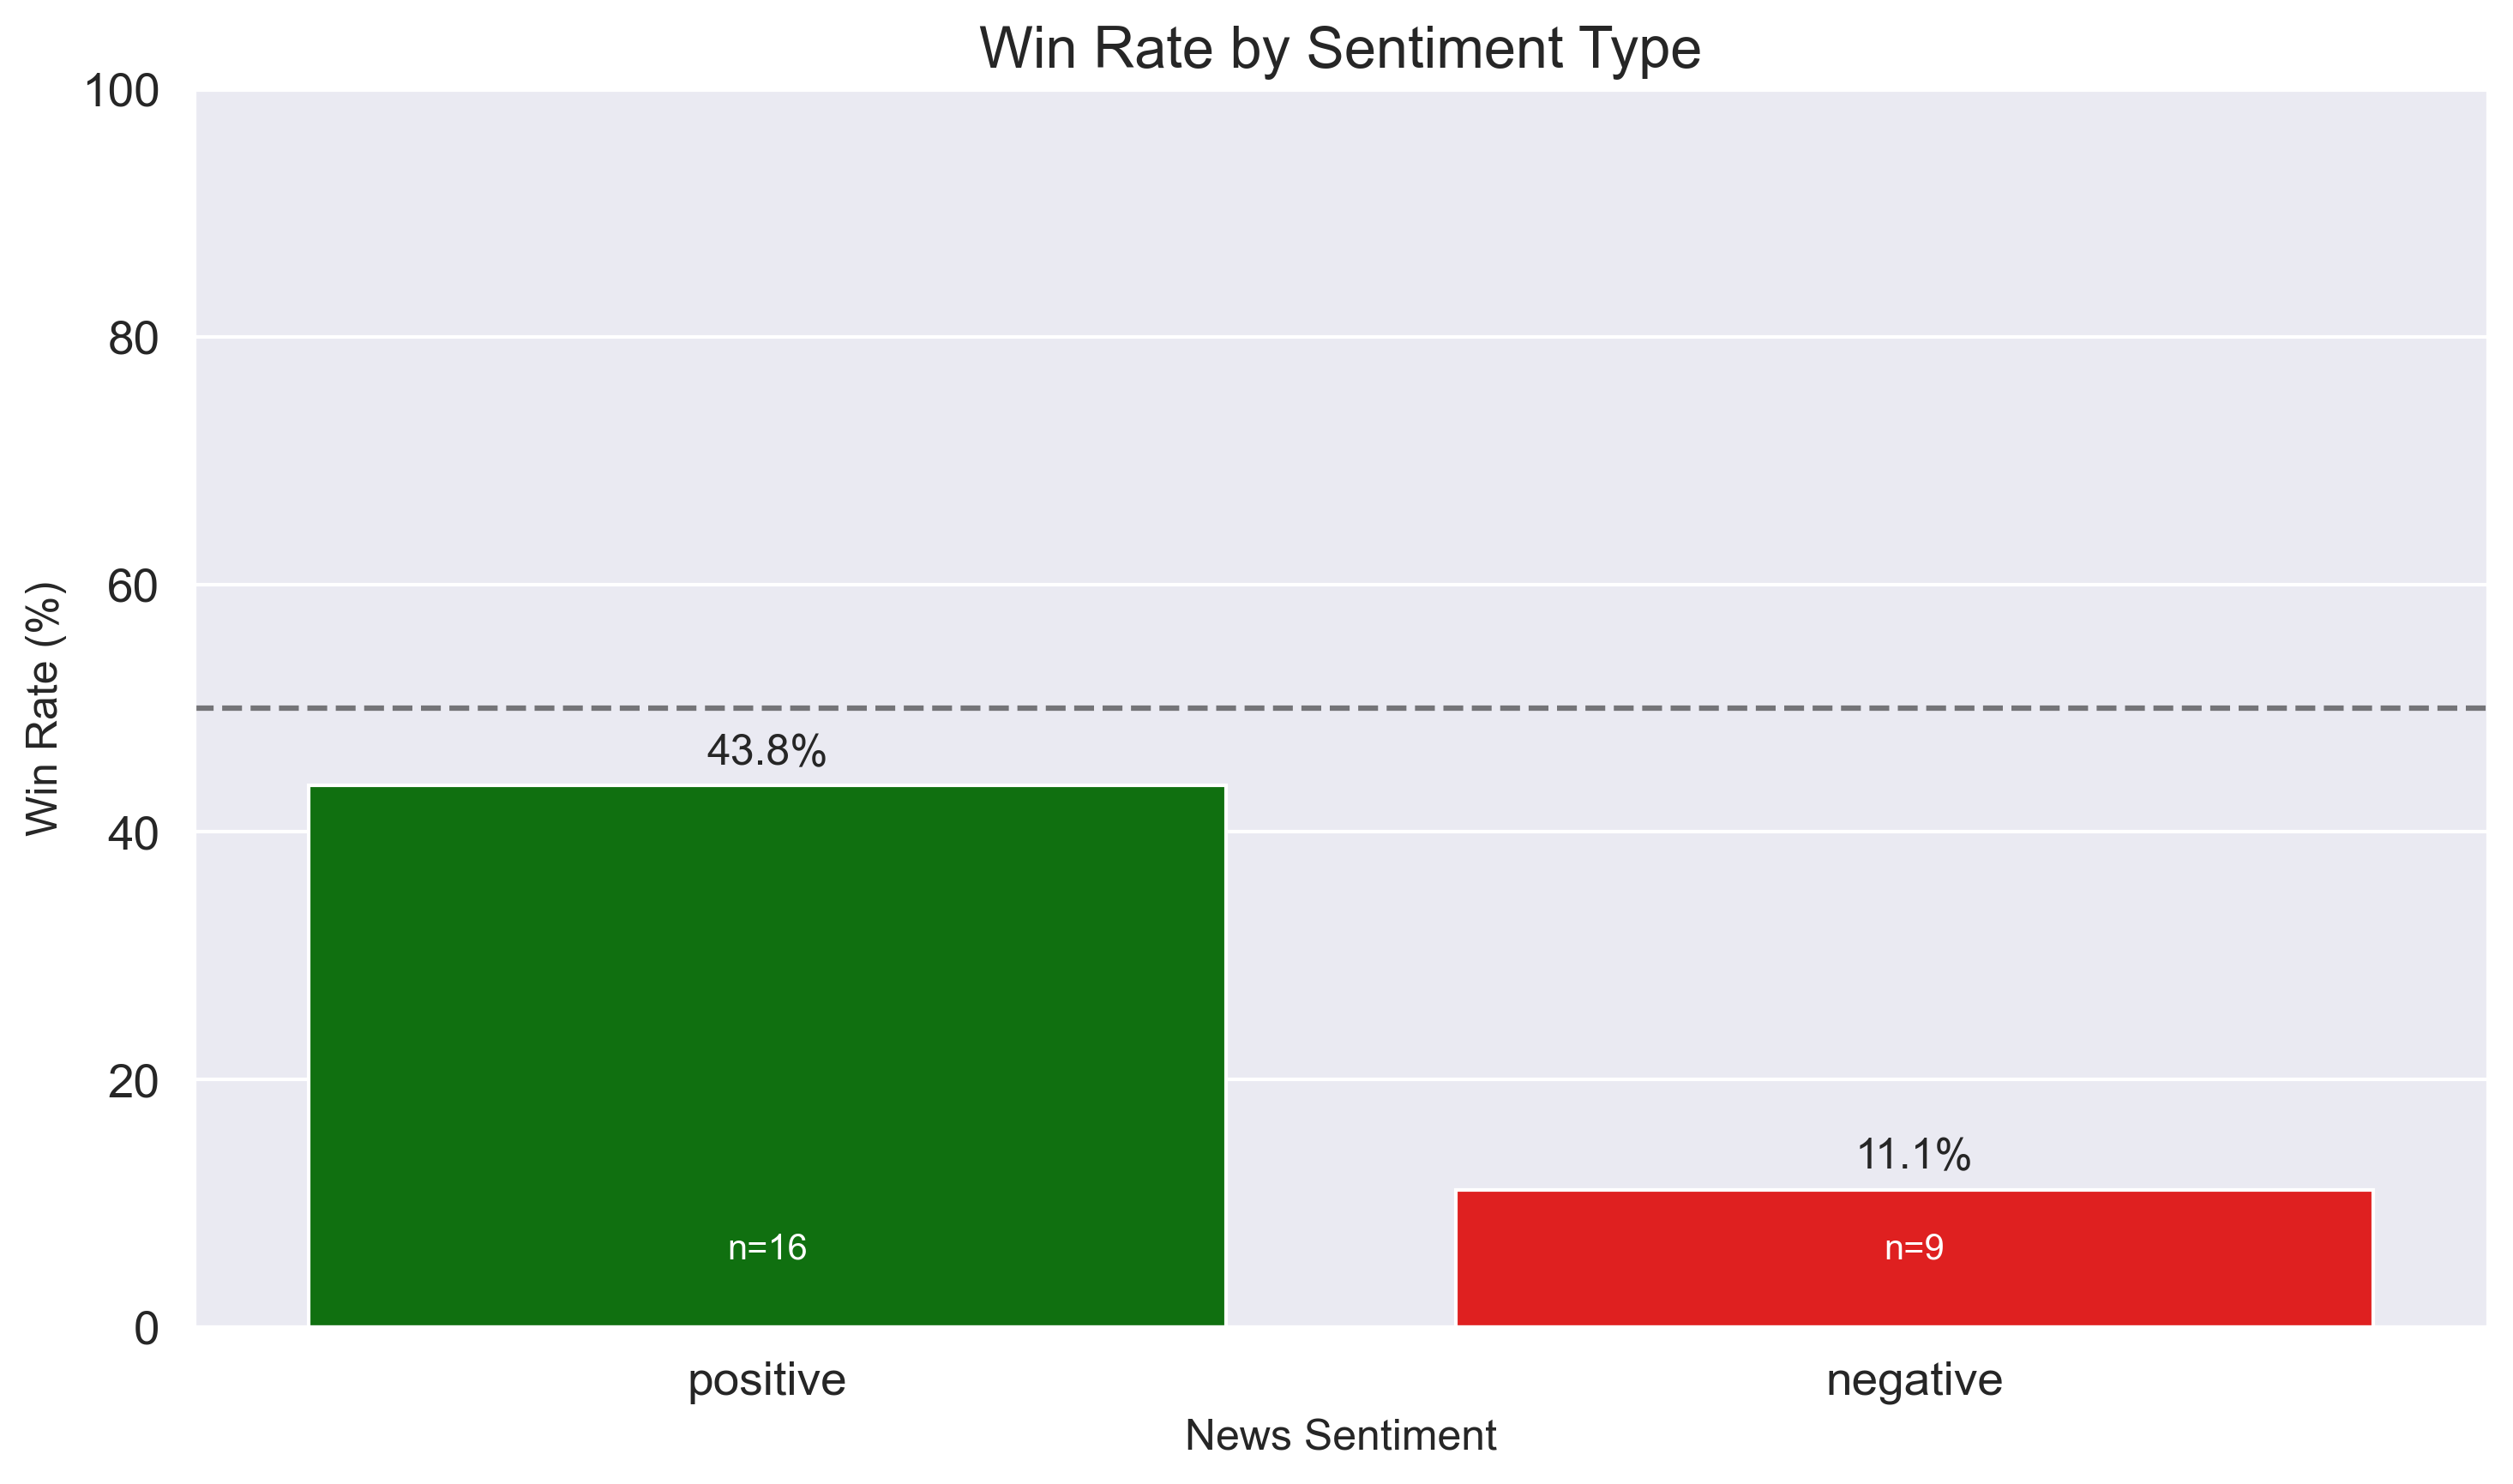 Win Rate by Sentiment Type
100
80
60
40
20
0
Win Rate (%)
43.8%
n=16
11.1%
n=9
positive
negative
News Sentiment